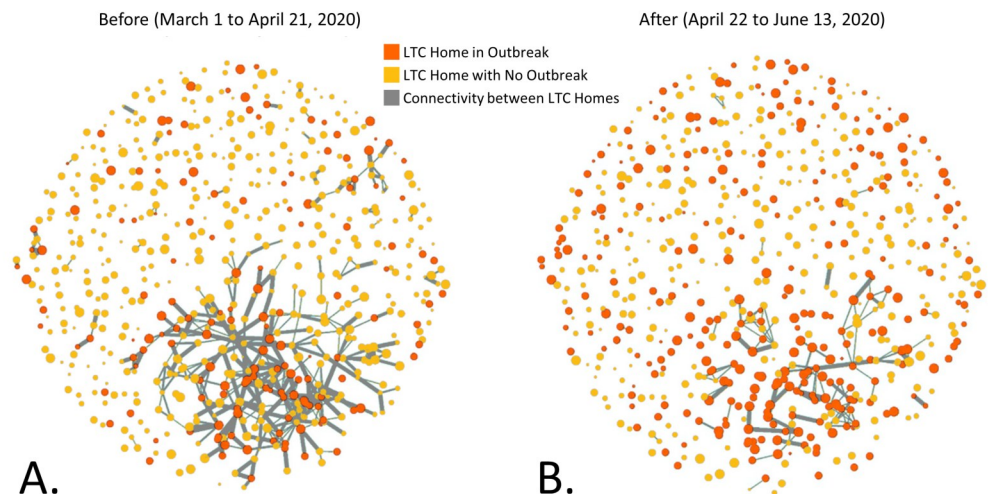 Before (March 1 to April 21, 2020)
After (April 22 to June 13, 2020)
LTC Home in Outbreak
LTC Home with No Outbreak
Connectivity between LTC Homes
A.
B.